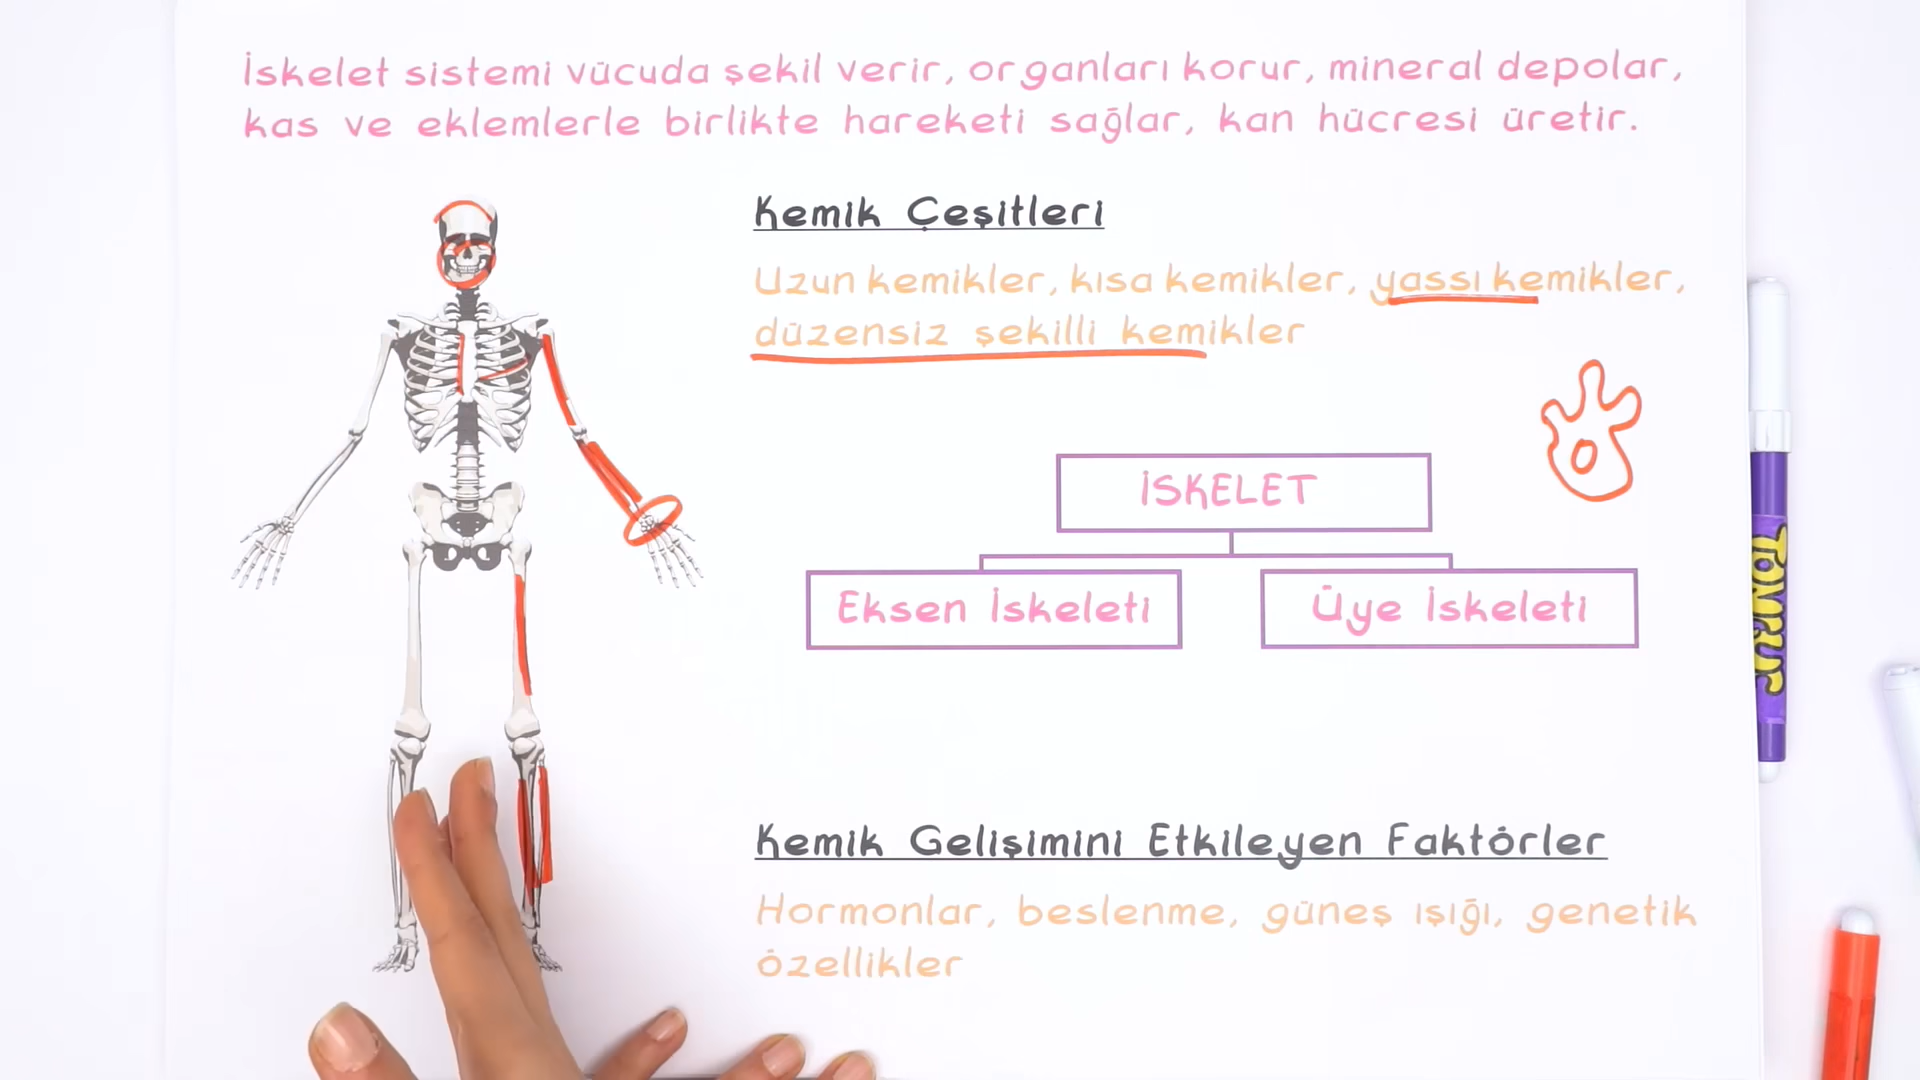 İskelet sistemi vücuda şekil verir, organları korur, mineral depolar,
kas ve eklemlerle birlikte hareketi sağlar, kan hücresi üretir.
Kemik Çeşitleri
Uzun kemikler, kısa kemikler, yassı kemikler,
düzensiz şekilli kemikler
İSKELET
Eksen İskeleti
Üye İskeleti
Kemik Gelişimini Etkileyen Faktörler
Hormonlar, beslenme, güneş ışığı, genetik
özellikler